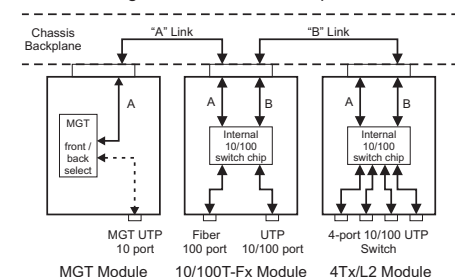 Chassis
Backplane
"A" Link
"B" Link
A
A
B
A
B
MGT
front /
back
select
Internal
10/100
switch chip
Internal
10/100
switch chip
MGT UTP
10 port
Fiber
100 port
UTP
10/100 port
4-port 10/100 UTP
Switch
MGT Module
10/100T-Fx Module
4Tx/L2 Module